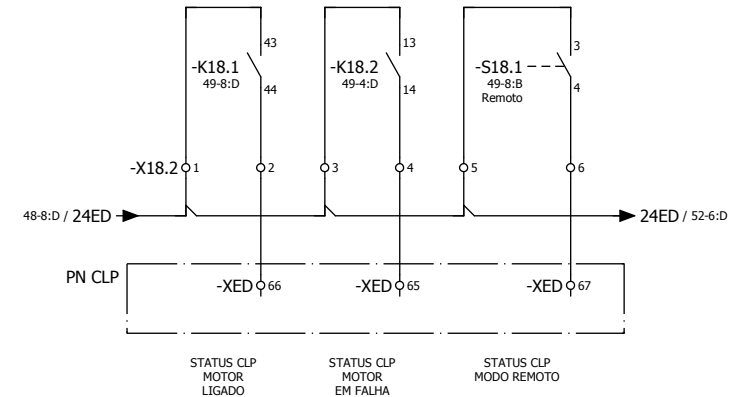 43
13
3
-K18.1
49-8:D
-K18.2
49-4:D
-S18.1
49-8:B
Remoto
44
14
4
-X18.2 1 2 3 4 5 6
48-8:D / 24ED
24ED / 52-6:D
PN CLP
-XED 66
-XED 65
-XED 67
STATUS CLP
MOTOR
LIGADO
STATUS CLP
MOTOR
EM FALHA
STATUS CLP
MODO REMOTO